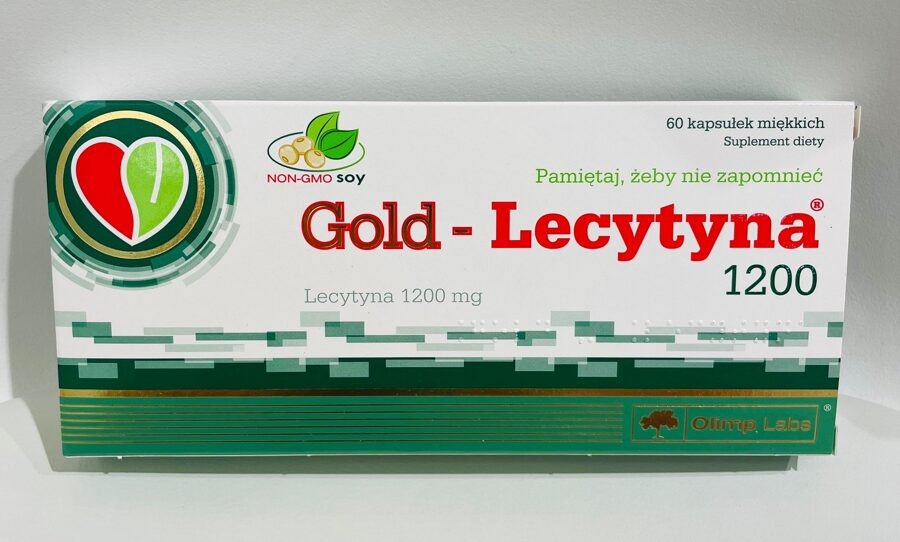 60 kapsułek miękkich
Suplement diety
NON-GMO SOY
Pamiętaj, żeby nie zapomnieć
Gold - Lecytyna®
1200
Lecytyna 1200 mg
Olimp Labs®